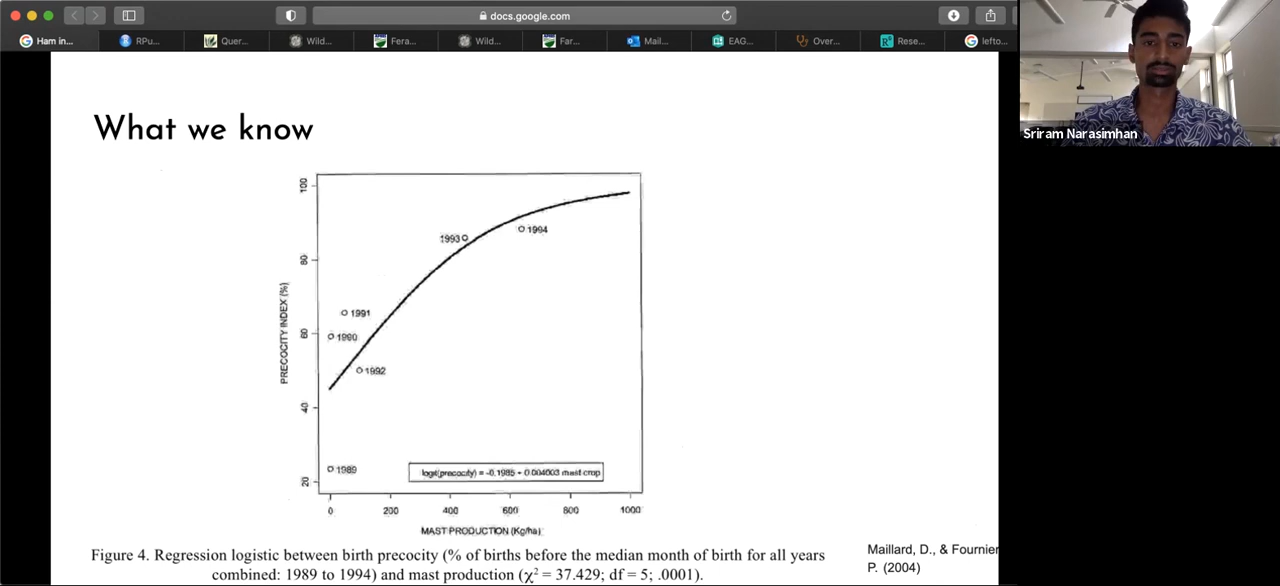 docs.google.com
Ham in...
RPu...
Quer...
Wild...
Fera...
Wild...
Far...
Mail...
EAG...
Over...
Rese...
lefto...
Sriram Narasimhan
What we know
100
80
60
40
20
PRECOCITY INDEX (%)
1993
1994
1991
1990
1992
1989
logit(precocity) = -0.1985 + 0.004003 mast crop
0 200 400 600 800 1000
MAST PRODUCTION (Kg/ha)
Figure 4. Regression logistic between birth precocity (% of births before the median month of birth for all years
combined: 1989 to 1994) and mast production (χ² = 37.429; df = 5; .0001).
Maillard, D., & Fournier
P. (2004)